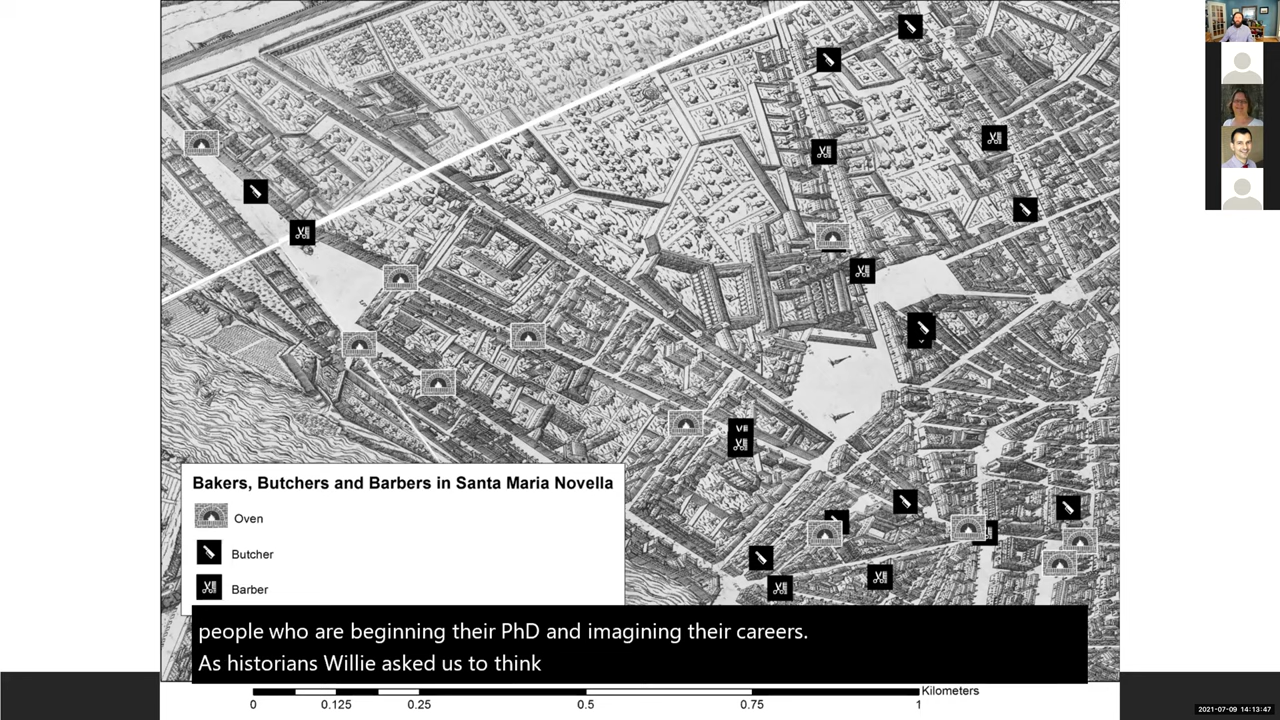 Bakers, Butchers and Barbers in Santa Maria Novella
Oven
Butcher
Barber
people who are beginning their PhD and imagining their careers.
As historians Willie asked us to think
Kilometers
0 0.125 0.25 0.5 0.75 1
2021-07-09 14:13:47